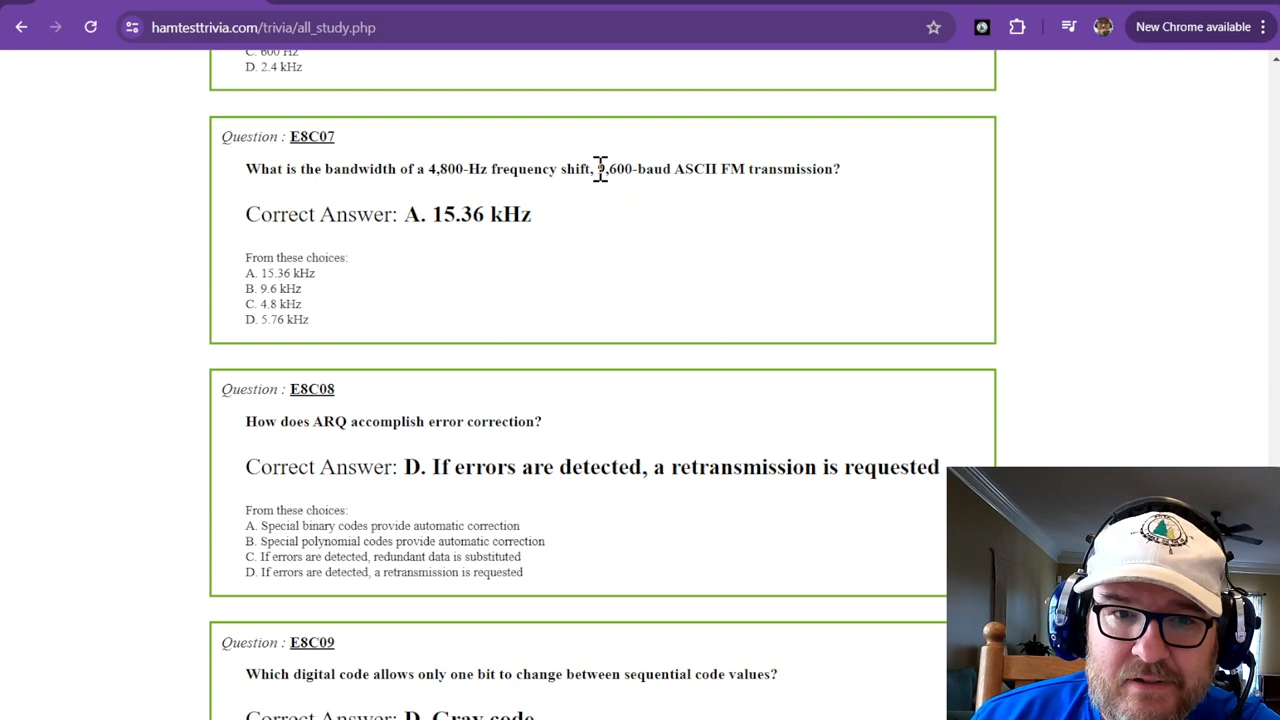 hamtesttrivia.com/trivia/all_study.php
New Chrome available
C. 600 Hz
D. 2.4 kHz
Question : E8C07
What is the bandwidth of a 4,800-Hz frequency shift, 9,600-baud ASCII FM transmission?
Correct Answer: A. 15.36 kHz
From these choices:
A. 15.36 kHz
B. 9.6 kHz
C. 4.8 kHz
D. 5.76 kHz
Question : E8C08
How does ARQ accomplish error correction?
Correct Answer: D. If errors are detected, a retransmission is requested
From these choices:
A. Special binary codes provide automatic correction
B. Special polynomial codes provide automatic correction
C. If errors are detected, redundant data is substituted
D. If errors are detected, a retransmission is requested
Question : E8C09
Which digital code allows only one bit to change between sequential code values?
Correct Answer: D. Gray code